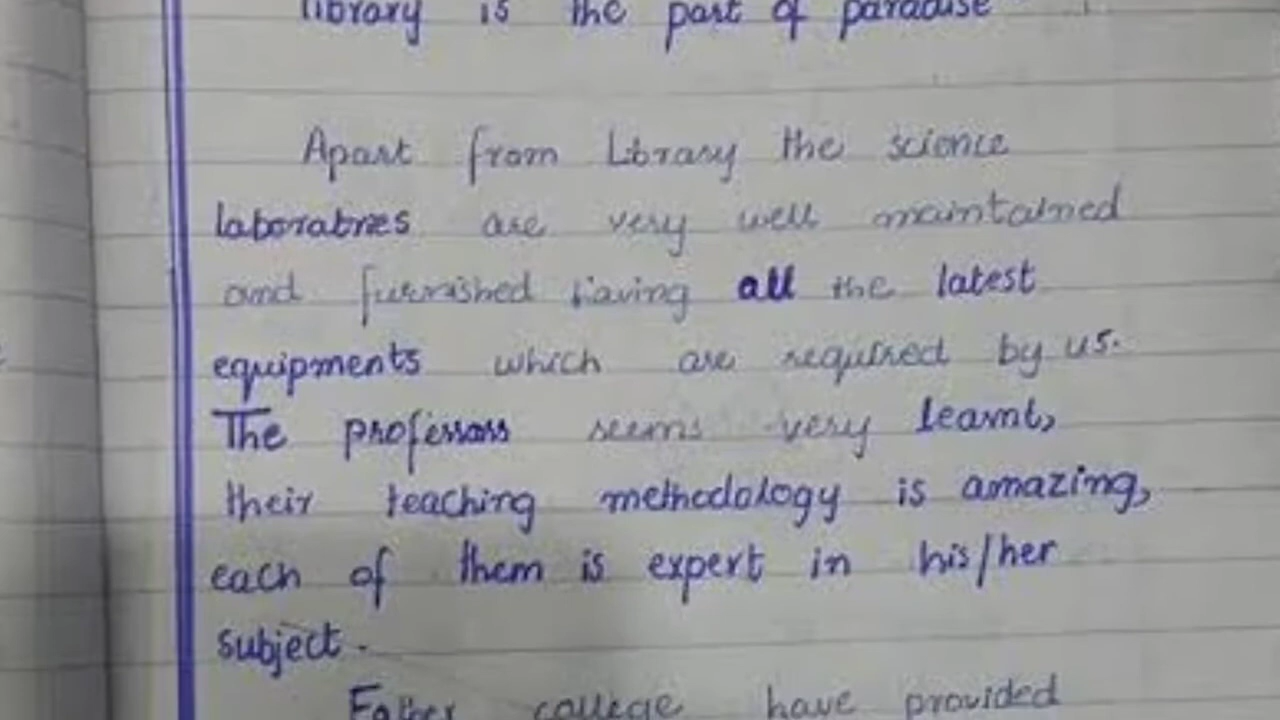 library is the part of paradise
Apart from Library the science
laboratries are very well maintained
and furnished having all the latest
equipments which are required by us.
The professors seems very learnt,
their teaching methodology is amazing,
each of them is expert in his/her
subject.
college have provided